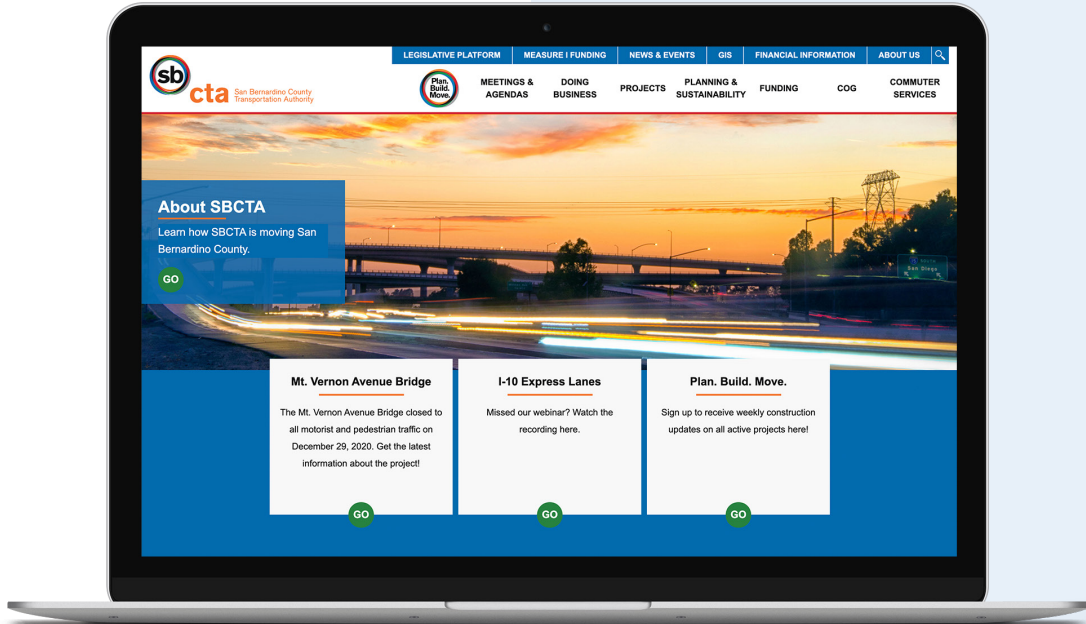 LEGISLATIVE PLATFORM MEASURE I FUNDING NEWS & EVENTS GIS FINANCIAL INFORMATION ABOUT US
sb
cta San Bernardino County
Transportation Authority
Plan.
Build.
Move.
MEETINGS &
AGENDAS
DOING
BUSINESS
PROJECTS
PLANNING &
SUSTAINABILITY
FUNDING
COG
COMMUTER
SERVICES
About SBCTA
Learn how SBCTA is moving San
Bernardino County.
GO
San Diego
Mt. Vernon Avenue Bridge
The Mt. Vernon Avenue Bridge closed to
all motorist and pedestrian traffic on
December 29, 2020. Get the latest
information about the project!
GO
I-10 Express Lanes
Missed our webinar? Watch the
recording here.
GO
Plan. Build. Move.
Sign up to receive weekly construction
updates on all active projects here!
GO